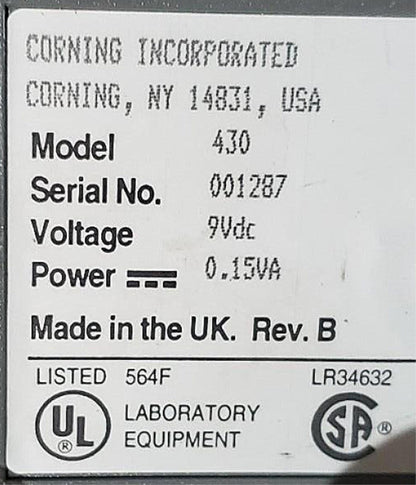 CORNING INCORPORATED
CORNING, NY 14831, USA
Model 430
Serial No. 001287
Voltage 9Vdc
Power 0.15VA
Made in the UK. Rev. B
LISTED 564F LR34632
UL ® LABORATORY EQUIPMENT SA ®